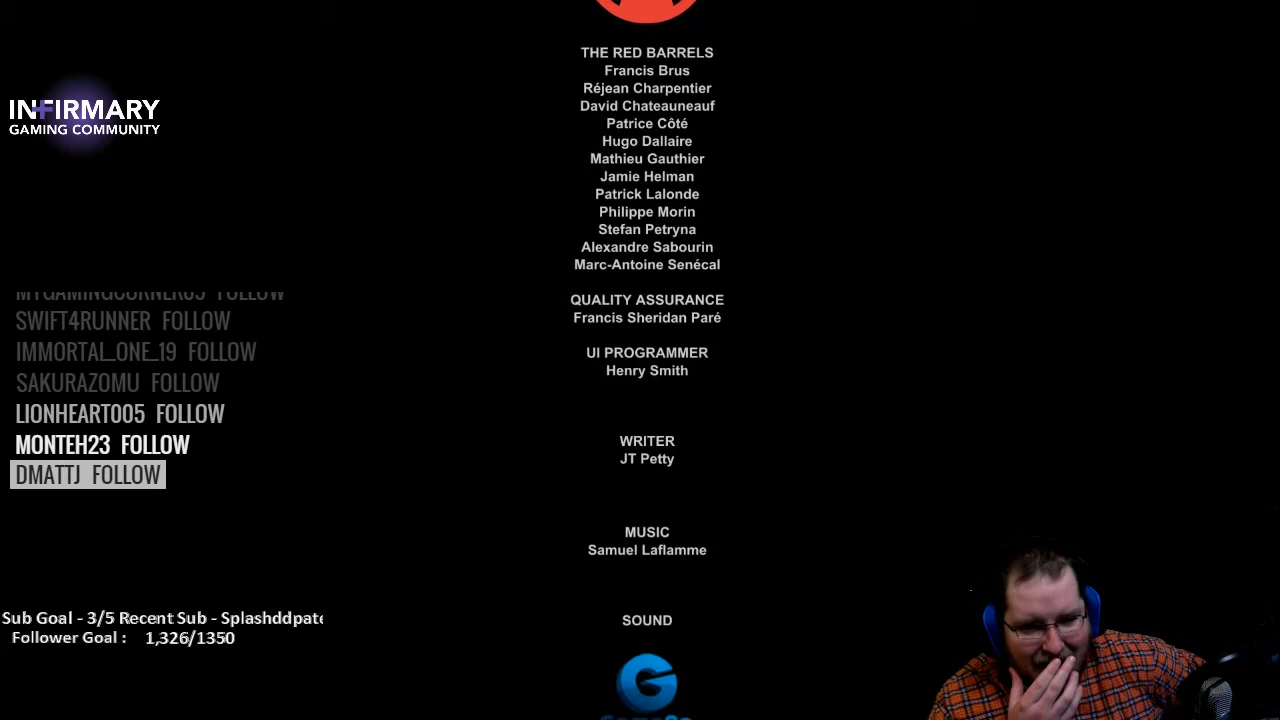 INFIRMARY
GAMING COMMUNITY
THE RED BARRELS
Francis Brus
Réjean Charpentier
David Chateauneuf
Patrice Côté
Hugo Dallaire
Mathieu Gauthier
Jamie Helman
Patrick Lalonde
Philippe Morin
Stefan Petryna
Alexandre Sabourin
Marc-Antoine Senécal
QUALITY ASSURANCE
Francis Sheridan Paré
UI PROGRAMMER
Henry Smith
WRITER
JT Petty
MUSIC
Samuel Laflamme
SOUND
FOLLOW
SWIFT4RUNNER FOLLOW
IMMORTAL_ONE_19 FOLLOW
SAKURAZOMU FOLLOW
LIONHEART005 FOLLOW
MONTEH23 FOLLOW
DMATTJ FOLLOW
Sub Goal - 3/5 Recent Sub - Splashddpate
Follower Goal : 1,326/1350